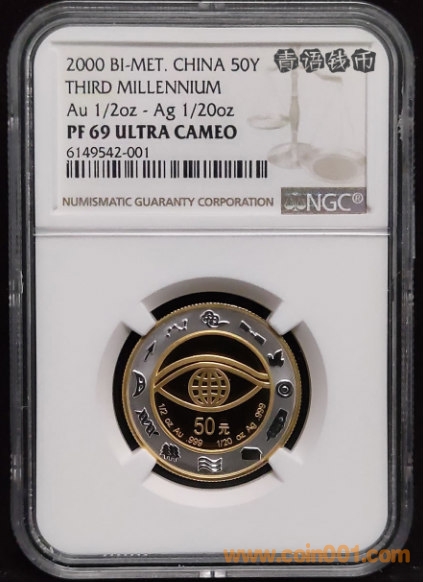 2000 BI-MET. CHINA 50Y
THIRD MILLENNIUM
Au 1/2oz - Ag 1/20oz
PF 69 ULTRA CAMEO
6149542-001
NUMISMATIC GUARANTY CORPORATION
NGC®
青语钱币
50元
1/2 oz Au .999 1/20 oz Ag .999
www.coin001.com